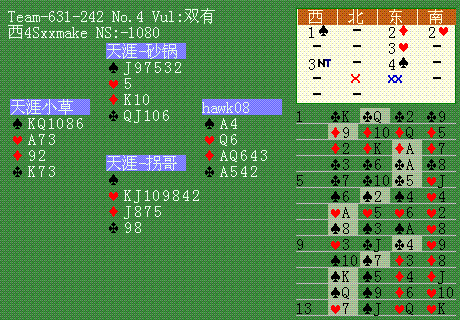 Team-631-242 No.4 Vul:双有
西4Sxxmake NS:-1080
天涯-砂锅
♠J97532
♥5
♦K10
♣QJ106
天涯小草
♠KQ1086
♥A73
♦92
♣K73
hawk08
♠A4
♥Q6
♦AQ643
♣A542
天涯-拐哥
♠
♥KJ109842
♦J875
♣98
西 北 东 南
1♠ – 2♦ 2♥
– – 3♥ –
3NT – 4♠ –
– × ×× –
– –
1 ♣K ♣Q ♣2 ♣9
♦9 ♦10 ♦Q ♦5
♦2 ♦K ♦A ♦7
♣3 ♣6 ♣A ♣8
5 ♣7 ♣10 ♣5 ♥J
♠6 ♠2 ♠4 ♥4
♥A ♥5 ♥6 ♥2
♠8 ♠3 ♠A ♥8
9 ♥3 ♣J ♣4 ♥9
♠10 ♠7 ♦3 ♦8
♠K ♠5 ♦4 ♦J
♠Q ♠9 ♦6 ♥10
13 ♥7 ♠J ♥Q ♥K